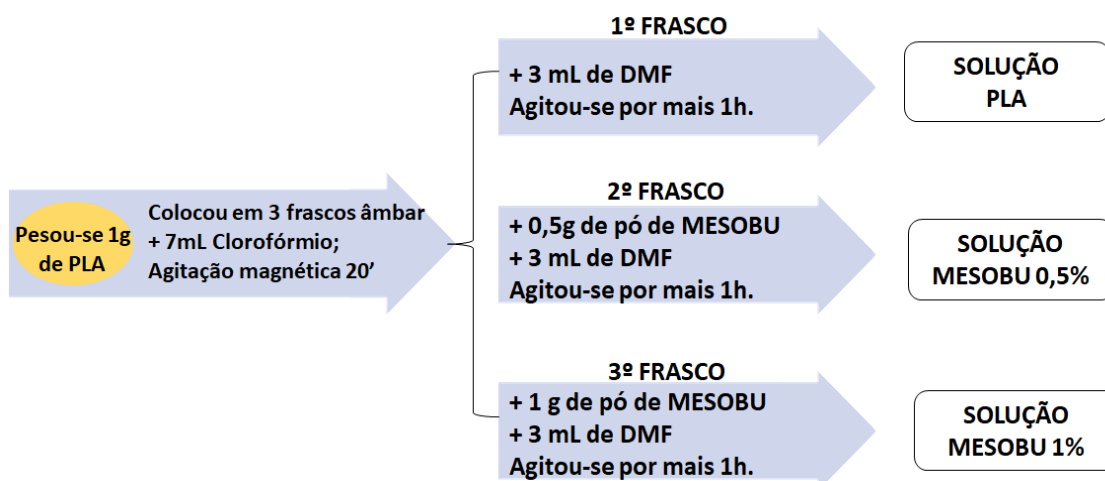 Pesou-se 1g
de PLA
Colocou em 3 frascos âmbar
+ 7mL Clorofórmio;
Agitação magnética 20'
1º FRASCO
+ 3 mL de DMF
Agitou-se por mais 1h.
SOLUÇÃO
PLA
2º FRASCO
+ 0,5g de pó de MESOBU
+ 3 mL de DMF
Agitou-se por mais 1h.
SOLUÇÃO
MESOBU 0,5%
3º FRASCO
+ 1 g de pó de MESOBU
+ 3 mL de DMF
Agitou-se por mais 1h.
SOLUÇÃO
MESOBU 1%